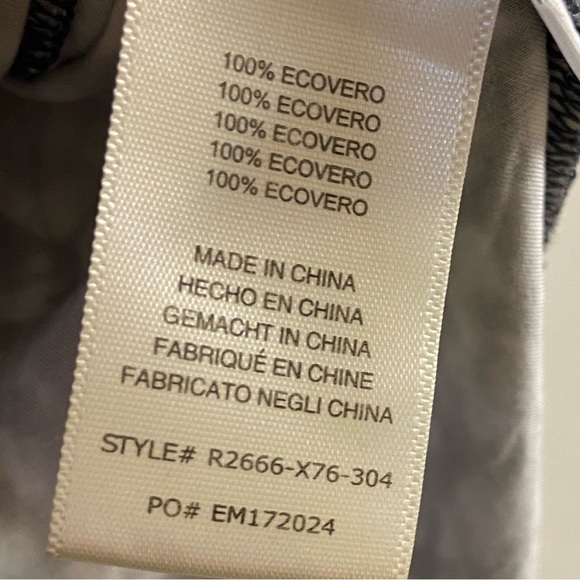 100% ECOVERO
100% ECOVERO
100% ECOVERO
100% ECOVERO
100% ECOVERO
MADE IN CHINA
HECHO EN CHINA
GEMACHT IN CHINA
FABRIQUÉ EN CHINE
FABRICATO NEGLI CHINA
STYLE# R2666-X76-304
PO# EM172024